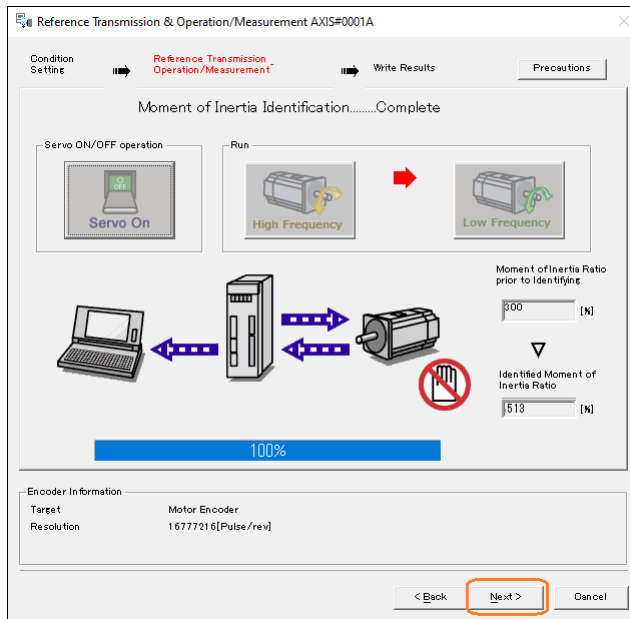 Reference Transmission & Operation/Measurement AXIS#0001A
Condition
Setting
Reference Transmission
Operation/Measurement
Write Results
Precautions
Moment of Inertia Identification.........Complete
Servo ON/OFF operation
OFF
Servo On
Run
High Frequency
Low Frequency
Moment of Inertia Ratio
prior to Identifying
300 [%]
Identified Moment of
Inertia Ratio
513 [%]
100%
Encoder Information
Target Motor Encoder
Resolution 16777216[Pulse/rev]
< Back
Next >
Cancel